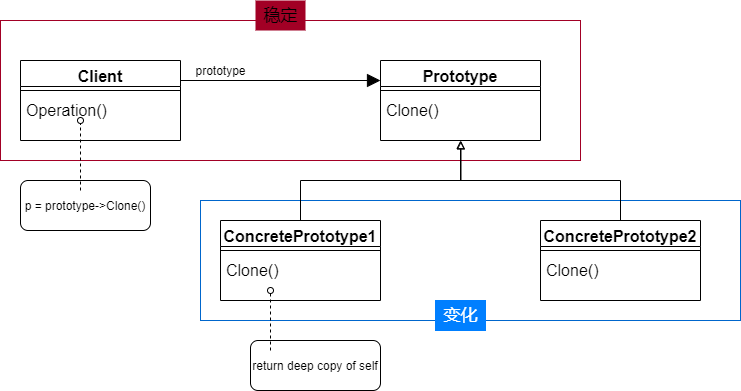 稳定
Client
prototype
Prototype
Operation()
Clone()
p = prototype->Clone()
ConcretePrototype1
ConcretePrototype2
Clone()
Clone()
变化
return deep copy of self